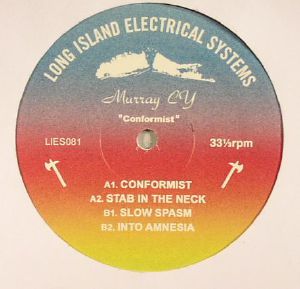 LONG ISLAND ELECTRICAL SYSTEMS
Murray CY
"Conformist"
LIES081
33⅓rpm
A1. CONFORMIST
A2. STAB IN THE NECK
B1. SLOW SPASM
B2. INTO AMNESIA